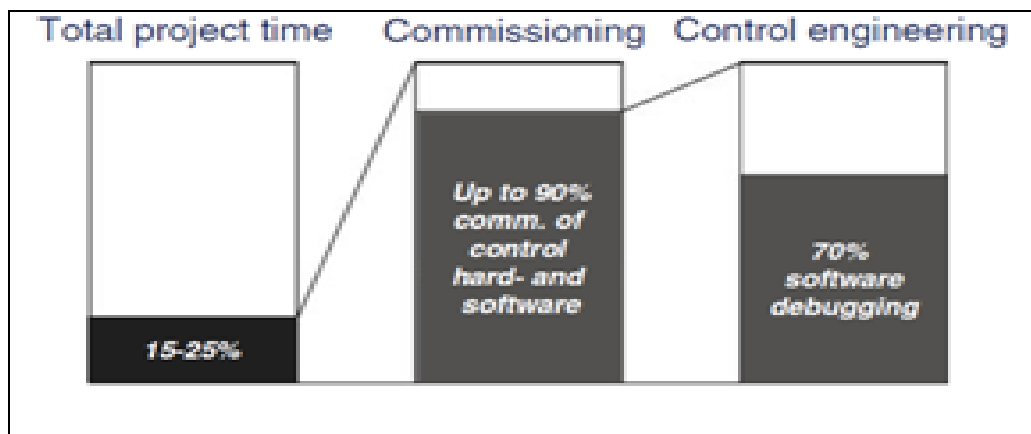 Total project time
Commissioning
Control engineering
Up to 90%
comm. of
control
hard- and
software
70%
software
debugging
15-25%